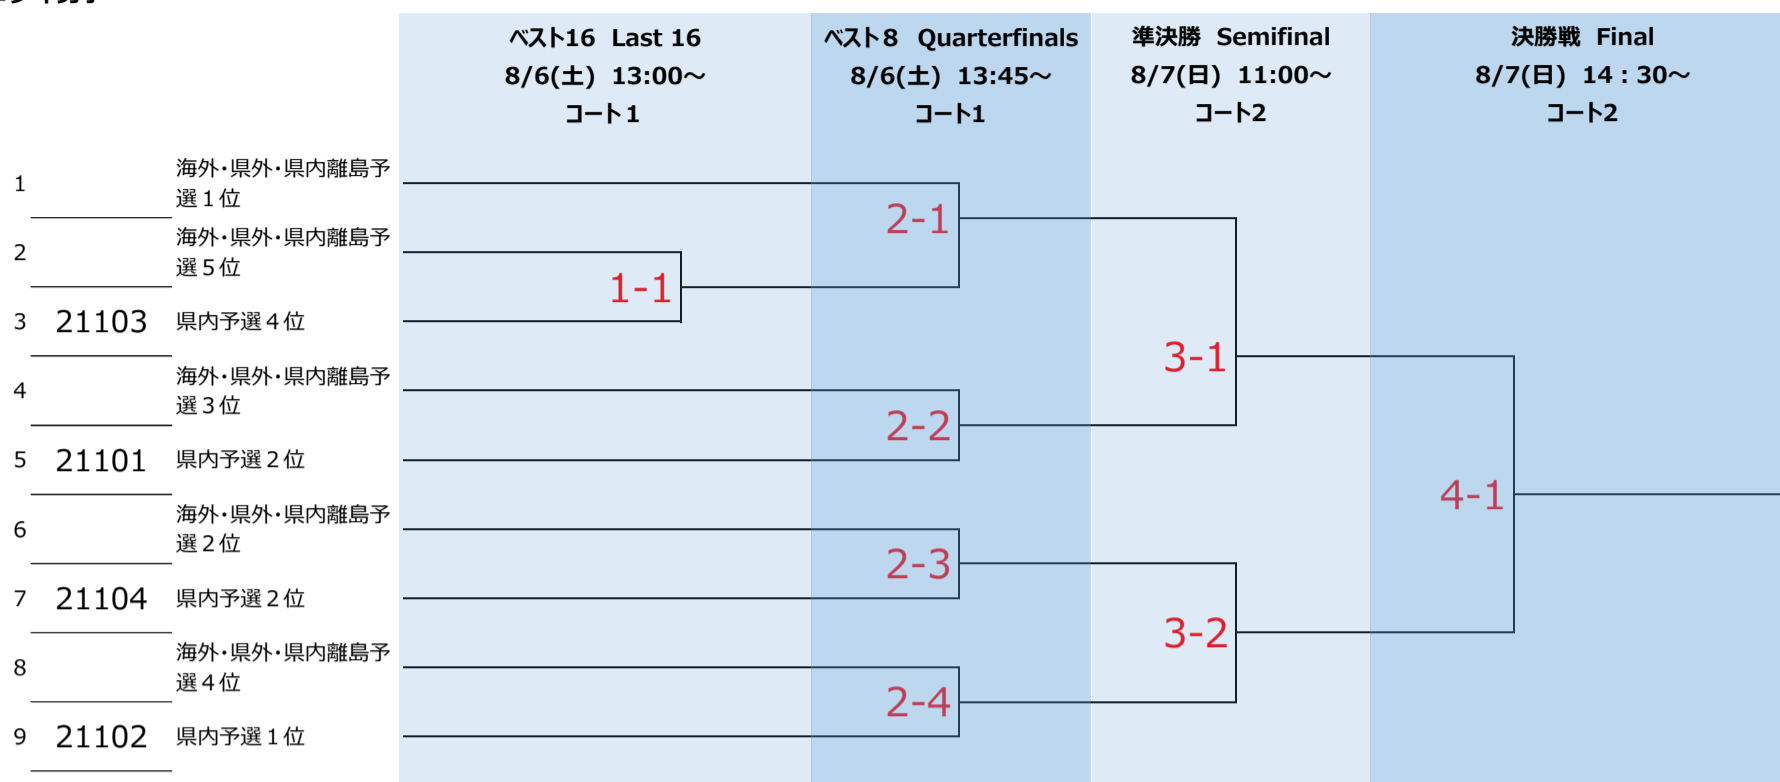 ベスト16 Last 16
8/6(土) 13:00～
コート1
ベスト8 Quarterfinals
8/6(土) 13:45～
コート1
準決勝 Semifinal
8/7(日) 11:00～
コート2
決勝戦 Final
8/7(日) 14：30～
コート2
1 海外・県外・県内離島予
選１位
2 海外・県外・県内離島予
選５位
3 21103 県内予選４位
4 海外・県外・県内離島予
選３位
5 21101 県内予選２位
6 海外・県外・県内離島予
選２位
7 21104 県内予選２位
8 海外・県外・県内離島予
選４位
9 21102 県内予選１位
1-1
2-1
2-2
2-3
2-4
3-1
3-2
4-1